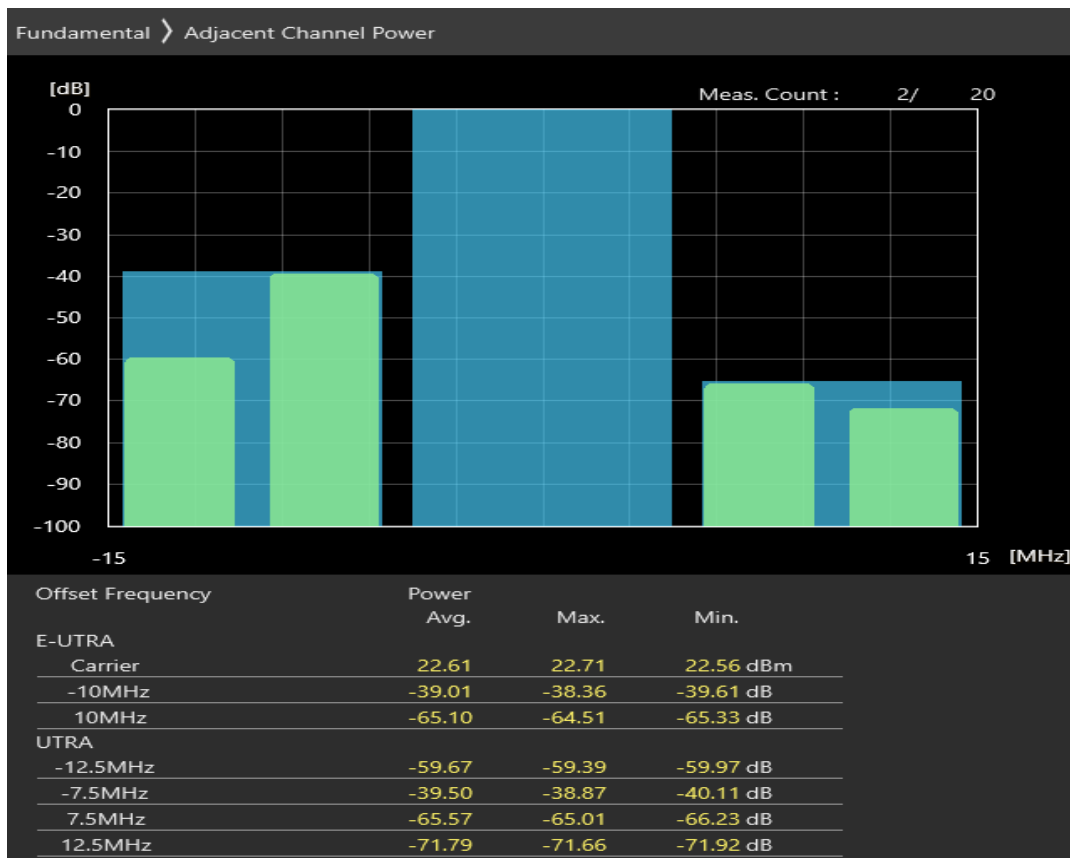 Fundamental ❭ Adjacent Channel Power
[dB]
Meas. Count : 2/ 20
0
-10
-20
-30
-40
-50
-60
-70
-80
-90
-100
-15 15 [MHz]
Offset Frequency Power
Avg. Max. Min.
E-UTRA
Carrier 22.61 22.71 22.56 dBm
-10MHz -39.01 -38.36 -39.61 dB
10MHz -65.10 -64.51 -65.33 dB
UTRA
-12.5MHz -59.67 -59.39 -59.97 dB
-7.5MHz -39.50 -38.87 -40.11 dB
7.5MHz -65.57 -65.01 -66.23 dB
12.5MHz -71.79 -71.66 -71.92 dB